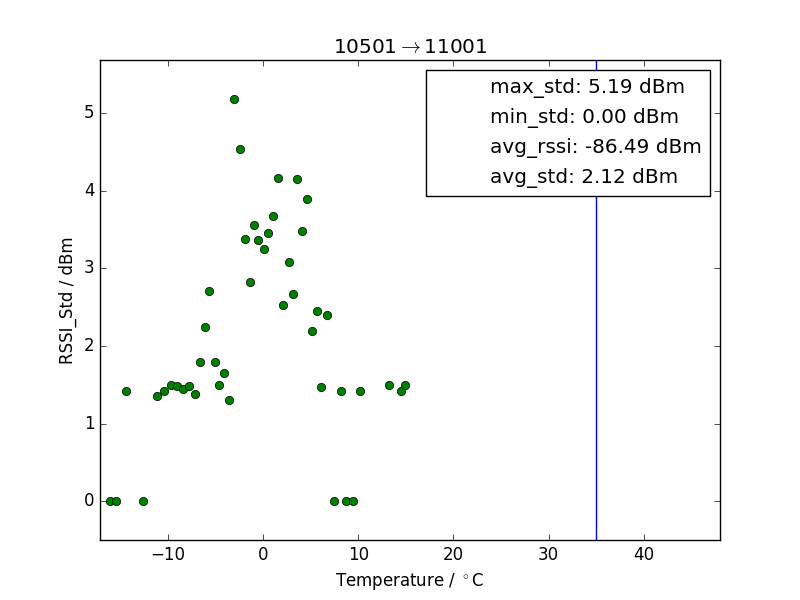 10501→11001
max_std: 5.19 dBm
min_std: 0.00 dBm
avg_rssi: -86.49 dBm
avg_std: 2.12 dBm
RSSI_Std / dBm
5
4
3
2
1
0
−10 0 10 20 30 40
Temperature / °C